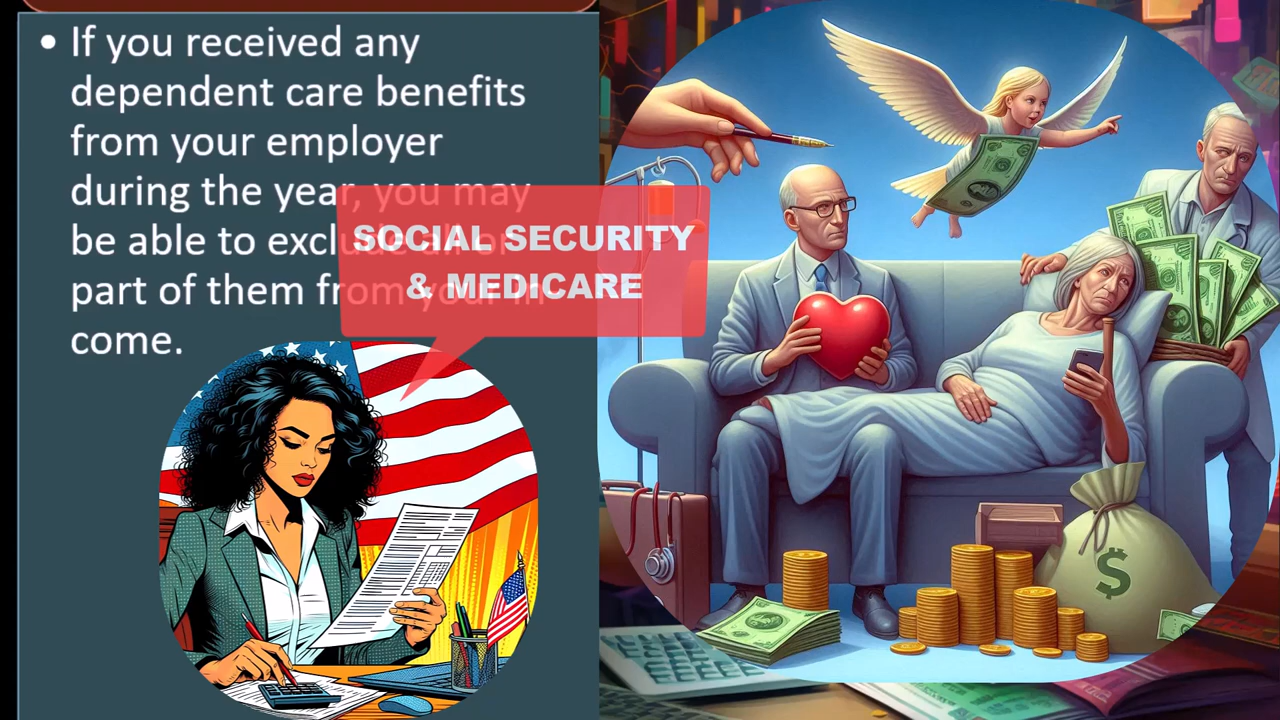 • If you received any
dependent care benefits
from your employer
during the year, you may
be able to exclude all or
part of them from your in
come.
SOCIAL SECURITY
& MEDICARE
$